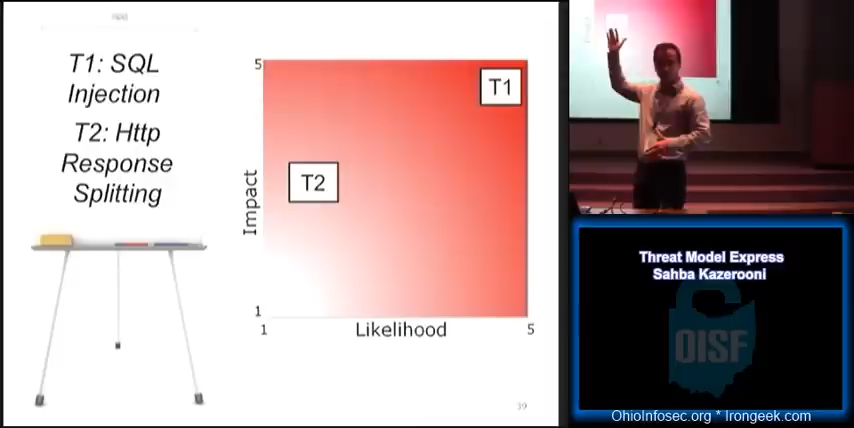 T1: SQL
Injection
T2: Http
Response
Splitting
5
T1
T2
Impact
1
1
Likelihood
5
39
Threat Model Express
Sahba Kazerooni
OISF
OhioInfosec.org * Irongeek.com